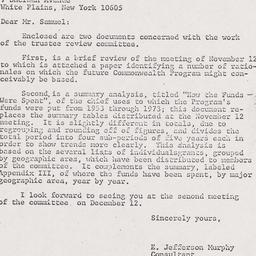 White Plains, New York 10605
Dear Mr. Samuel:
Enclosed are two documents concerned with the work
of the trustee review committee.
First, is a brief review of the meeting of November 12
to which is attached a paper identifying a number of ratio-
nales on which the future Commonwealth Program might con-
ceivably be based.
Second, is a summary analysis, titled "How the Funds
Were Spent", of the chief uses to which the Program's
funds were put from 1953 through 1973; this document re-
places the summary tables distributed at the November 12
meeting. It is slightly different in totals, due to
regrouping and rounding off of figures, and divides the
total period into four sub-periods of five years each in
order to show trends more clearly. This analysis is
based on the several lists of individual grants, grouped
by geographic area, which have been distributed to members
of the committee. It complements the summary, labeled
Appendix III, of where the funds have been spent, by major
geographic area, year by year.
I look forward to seeing you at the second meeting
of the committee on December 12.
Sincerely yours,
E. Jefferson Murphy
Consultant